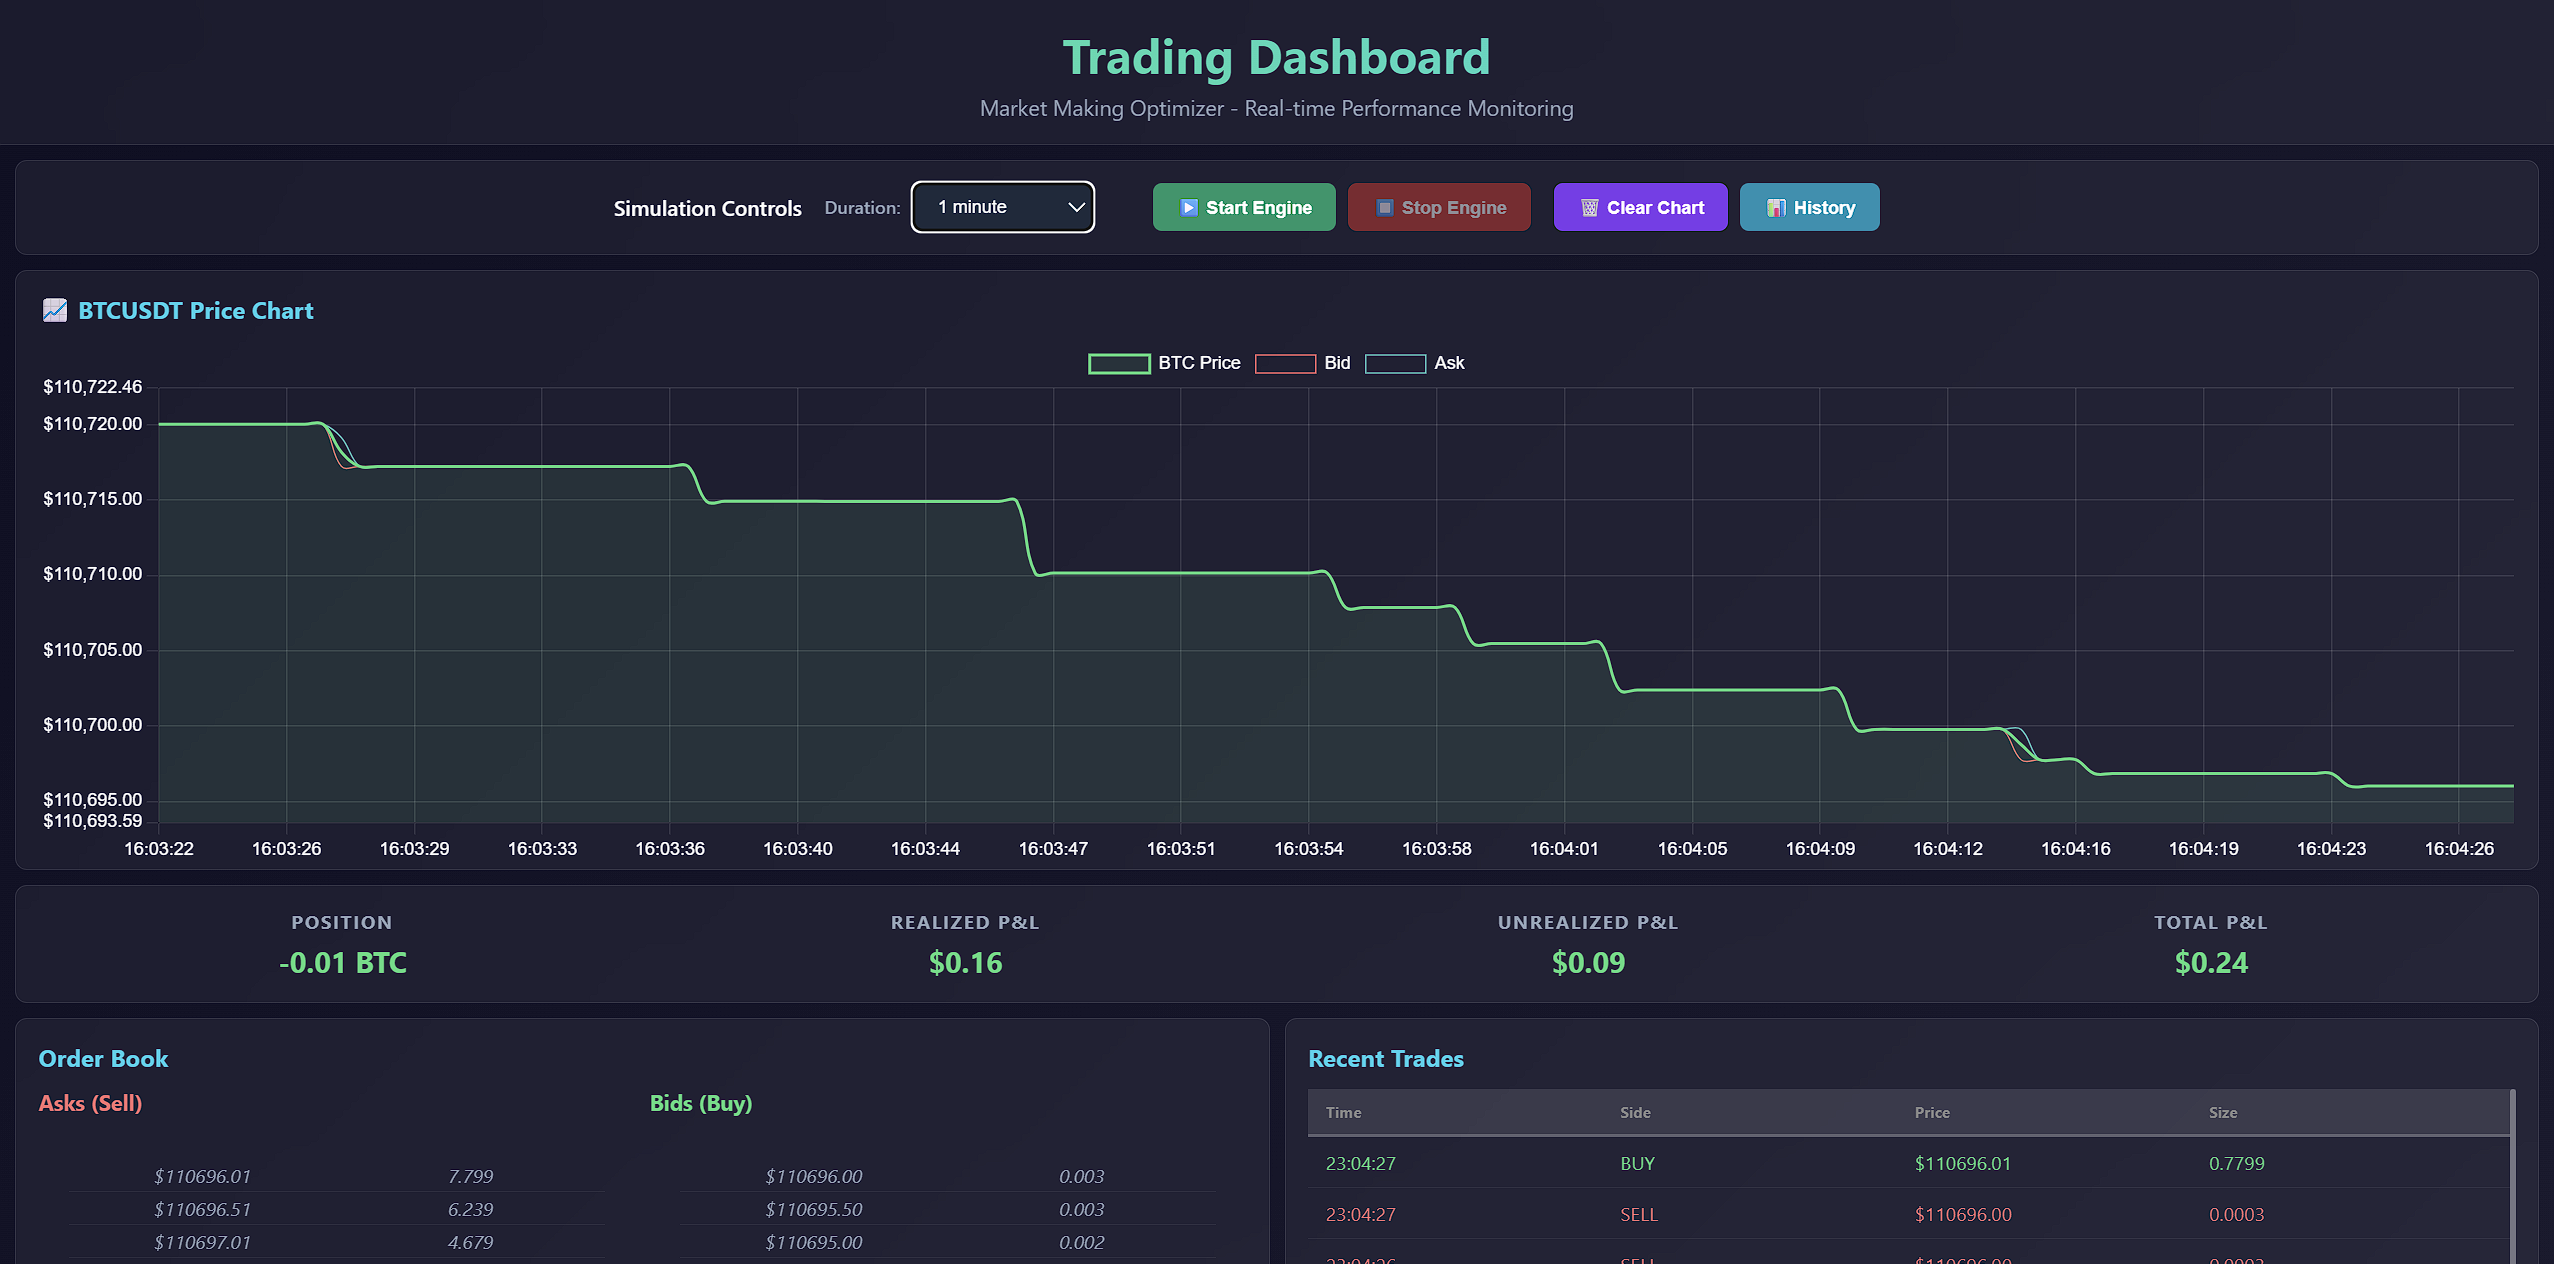 Trading Dashboard
Market Making Optimizer - Real-time Performance Monitoring
Simulation Controls Duration: 1 minute Start Engine Stop Engine Clear Chart History
BTCUSDT Price Chart
BTC Price Bid Ask
$110,722.46
$110,720.00
$110,715.00
$110,710.00
$110,705.00
$110,700.00
$110,695.00
$110,693.59
16:03:22 16:03:26 16:03:29 16:03:33 16:03:36 16:03:40 16:03:44 16:03:47 16:03:51 16:03:54 16:03:58 16:04:01 16:04:05 16:04:09 16:04:12 16:04:16 16:04:19 16:04:23 16:04:26
POSITION REALIZED P&L UNREALIZED P&L TOTAL P&L
-0.01 BTC $0.16 $0.09 $0.24
Order Book
Asks (Sell) Bids (Buy)
$110696.01 7.799 $110696.00 0.003
$110696.51 6.239 $110695.50 0.003
$110697.01 4.679 $110695.00 0.002
Recent Trades
Time Side Price Size
23:04:27 BUY $110696.01 0.7799
23:04:27 SELL $110696.00 0.0003